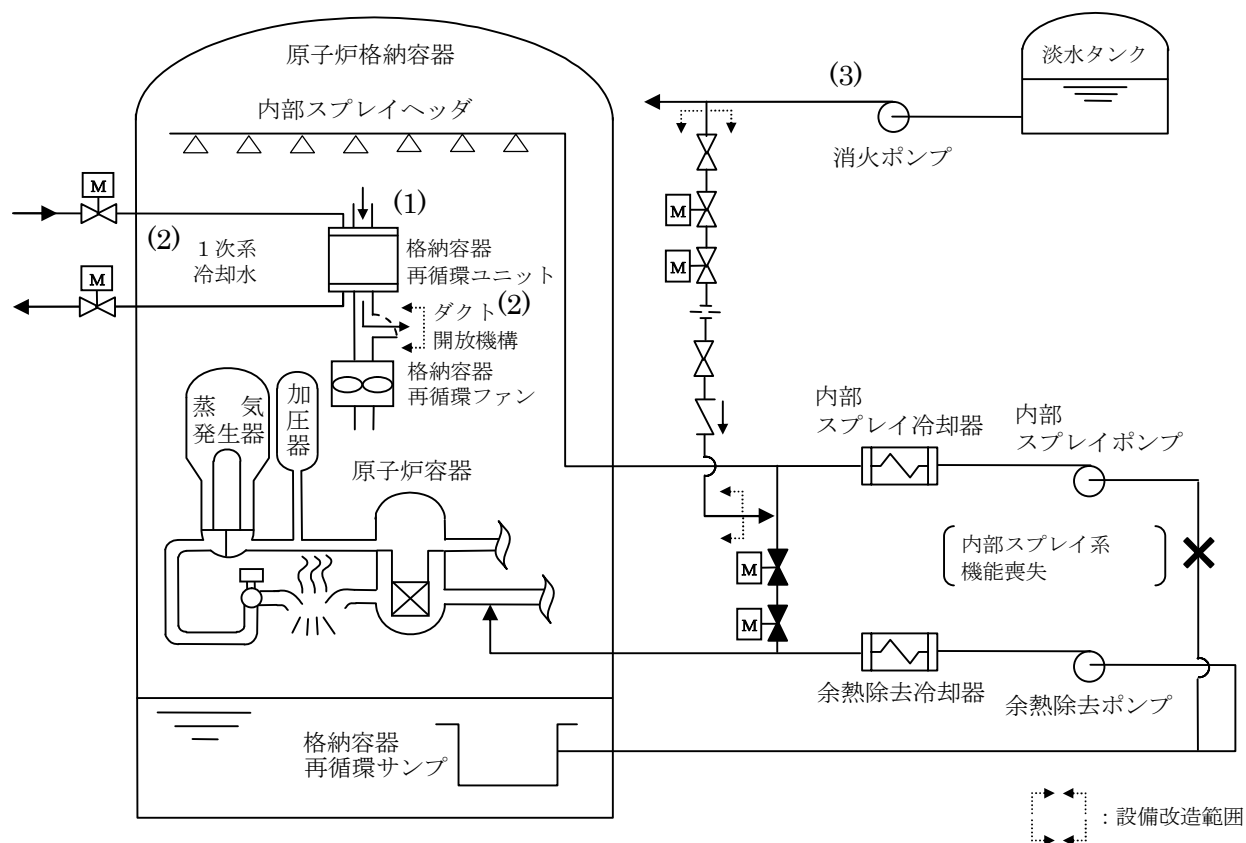 原子炉格納容器
内部スプレイヘッダ
淡水タンク
(3)
消火ポンプ
M
(1)
(2)
1次系
冷却水
格納容器
再循環ユニット
M
M
M
(2)
ダクト
開放機構
格納容器
再循環ファン
蒸気
発生器
加圧器
原子炉容器
内部
スプレイ冷却器
内部
スプレイポンプ
内部スプレイ系
機能喪失
M
M
余熱除去冷却器
余熱除去ポンプ
格納容器
再循環サンプ
:設備改造範囲